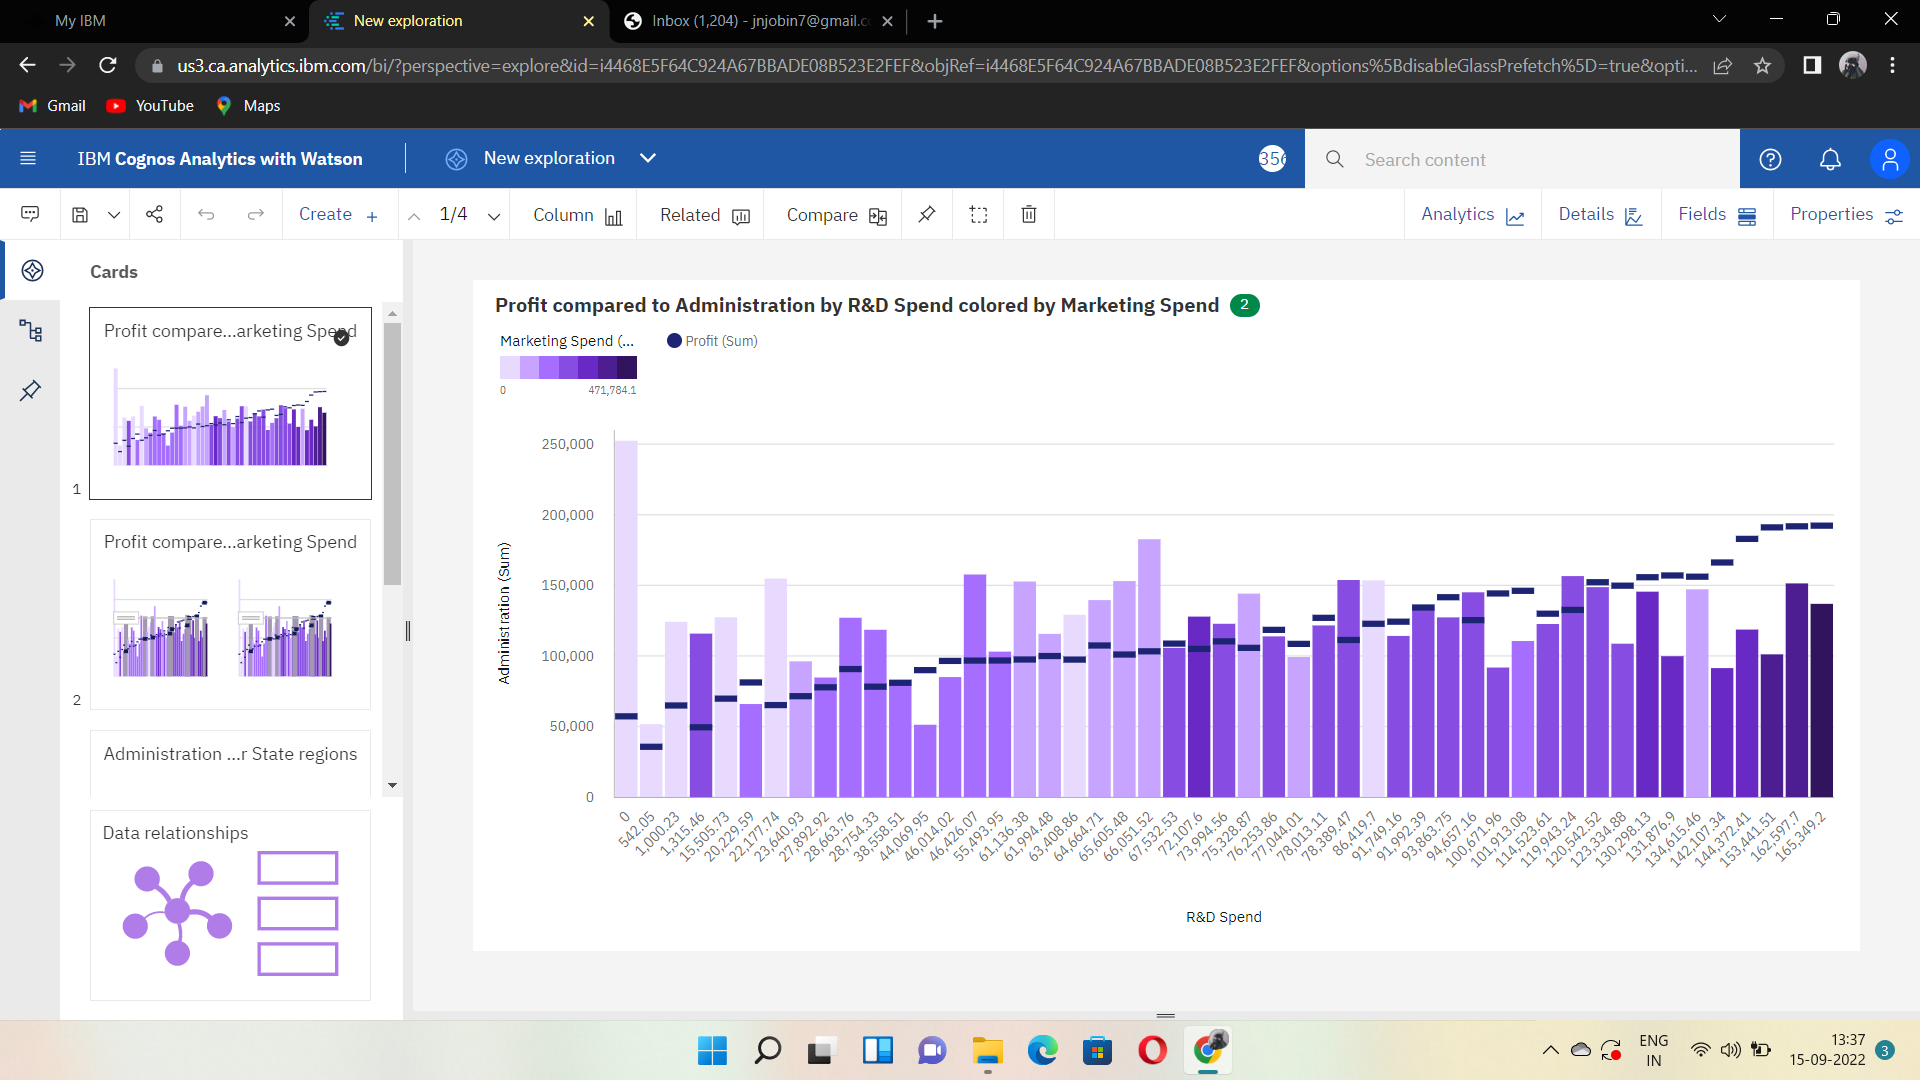 My IBM
New exploration
Inbox (1,204) - jnjobin7@gmail.c
us3.ca.analytics.ibm.com/bi/?perspective=explore&id=i4468E5F64C924A67BBADE08B523E2FEF&objRef=i4468E5F64C924A67BBADE08B523E2FEF&options%5BdisableGlassPrefetch%5D=true&opti...
Gmail
YouTube
Maps
IBM Cognos Analytics with Watson
New exploration
356
Search content
Create
1/4
Column
Related
Compare
Analytics
Details
Fields
Properties
Cards
Profit compare...arketing Spend
1
Profit compare...arketing Spend
2
Administration ...r State regions
Data relationships
Profit compared to Administration by R&D Spend colored by Marketing Spend 2
Marketing Spend (...
0 471,784.1
Profit (Sum)
Administration (Sum)
250,000
200,000
150,000
100,000
50,000
0
0
542.05
1,000.23
1,315.46
15,505.73
20,229.59
22,177.74
23,640.93
27,892.92
28,663.76
28,754.33
38,558.51
44,069.95
46,014.02
46,426.07
55,493.95
61,136.38
61,994.48
63,408.86
64,664.71
65,605.48
66,051.52
67,532.53
72,107.6
73,994.56
75,328.87
76,253.86
77,044.01
78,013.11
78,389.47
86,419.7
91,749.16
91,992.39
93,863.75
94,657.16
100,671.96
101,913.08
114,523.61
119,943.24
120,542.52
123,334.88
130,298.13
131,876.9
134,615.46
142,107.34
144,372.41
153,441.51
162,597.7
165,349.2
R&D Spend
ENG
IN
13:37
15-09-2022
3